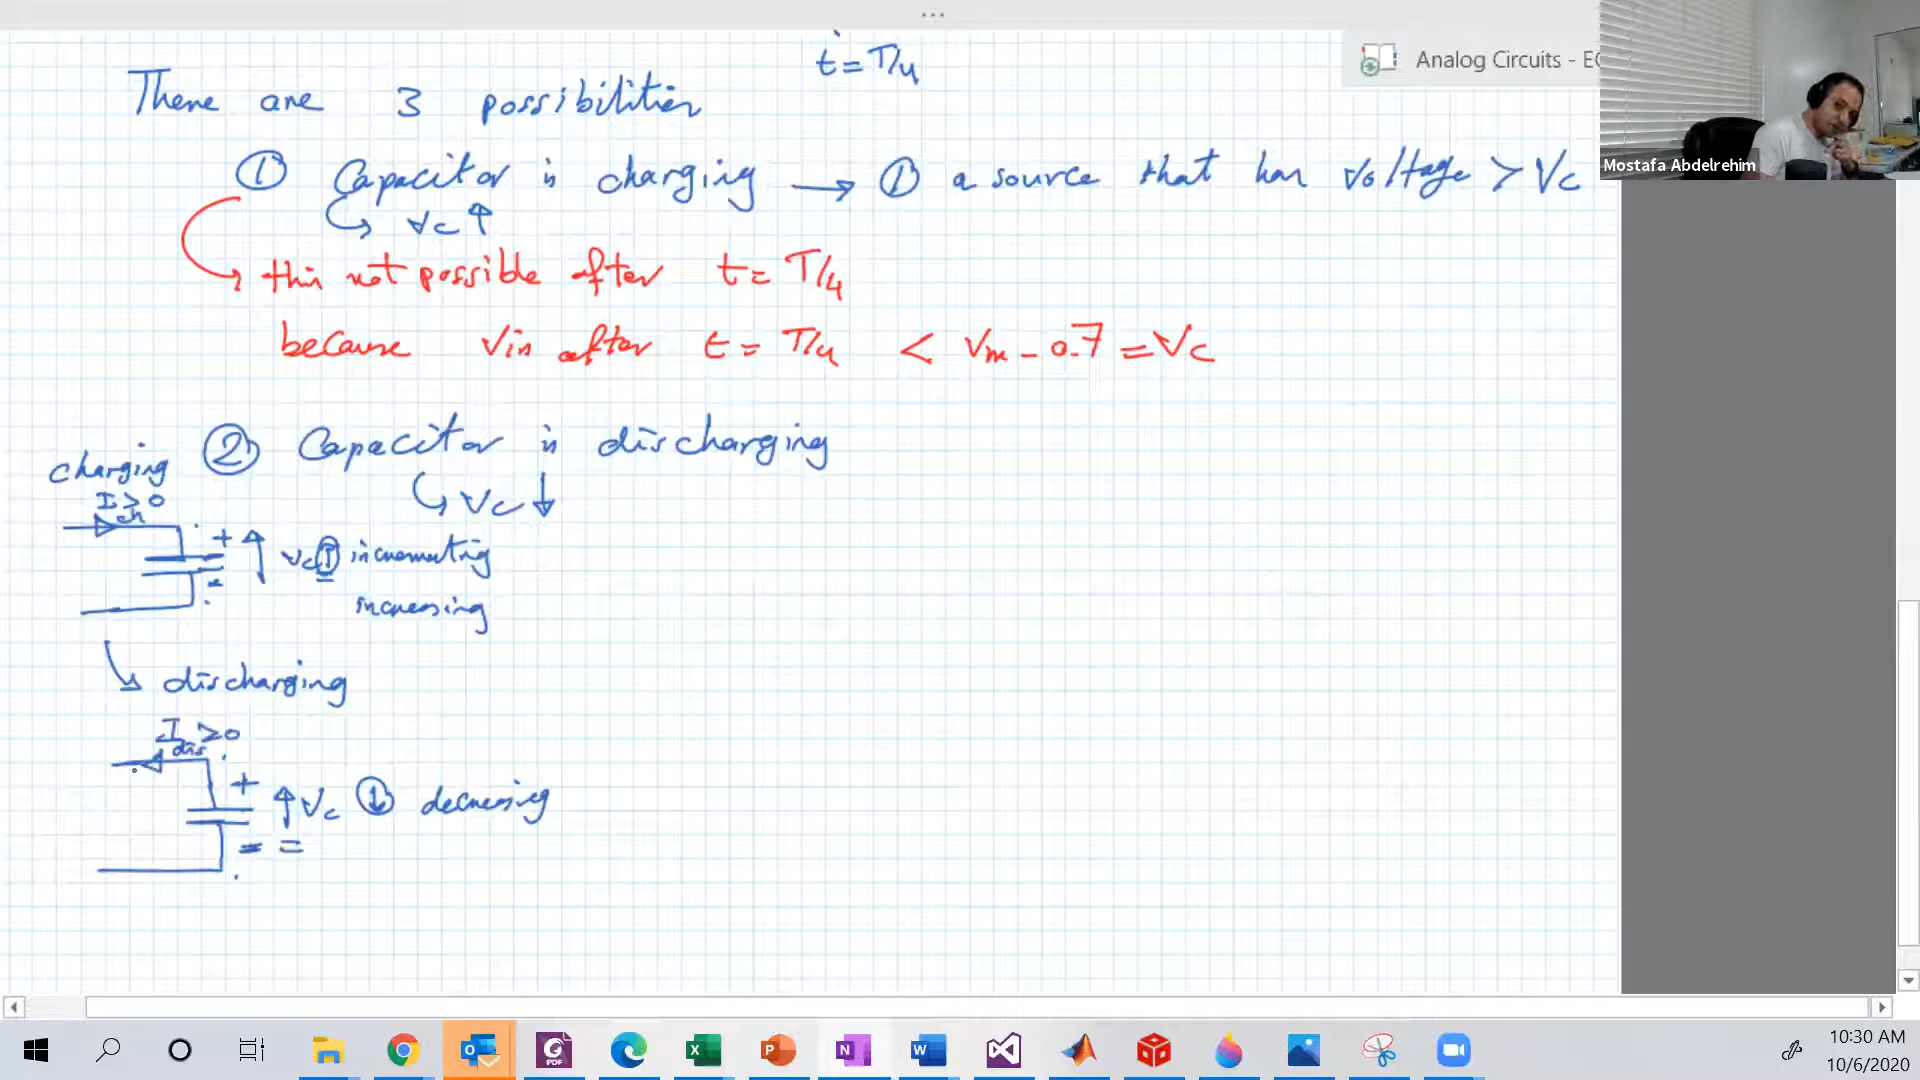 t = T/4
Analog Circuits - EC
There are 3 possibilities
Mostafa Abdelrehim
① Capacitor is charging → ① a source that has voltage > Vc
Vc ↑
this not possible after t = T/4
because Vin after t = T/4 < Vm - 0.7 = Vc
② Capacitor is discharging
Vc ↓
charging
I ch > 0
+
-
Vc ↑ incrementing
increasing
discharging
I dis > 0
+
Vc ↓ decreasing
-
10:30 AM
10/6/2020